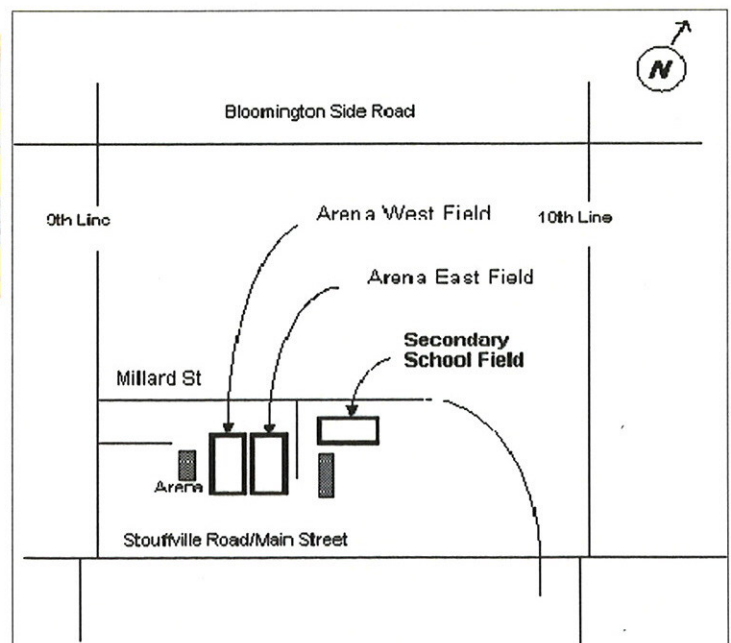 N
Bloomington Side Road
9th Line
Arena West Field
10th Line
Arena East Field
Secondary
School Field
Millard St
Arena
Stouffville Road/Main Street